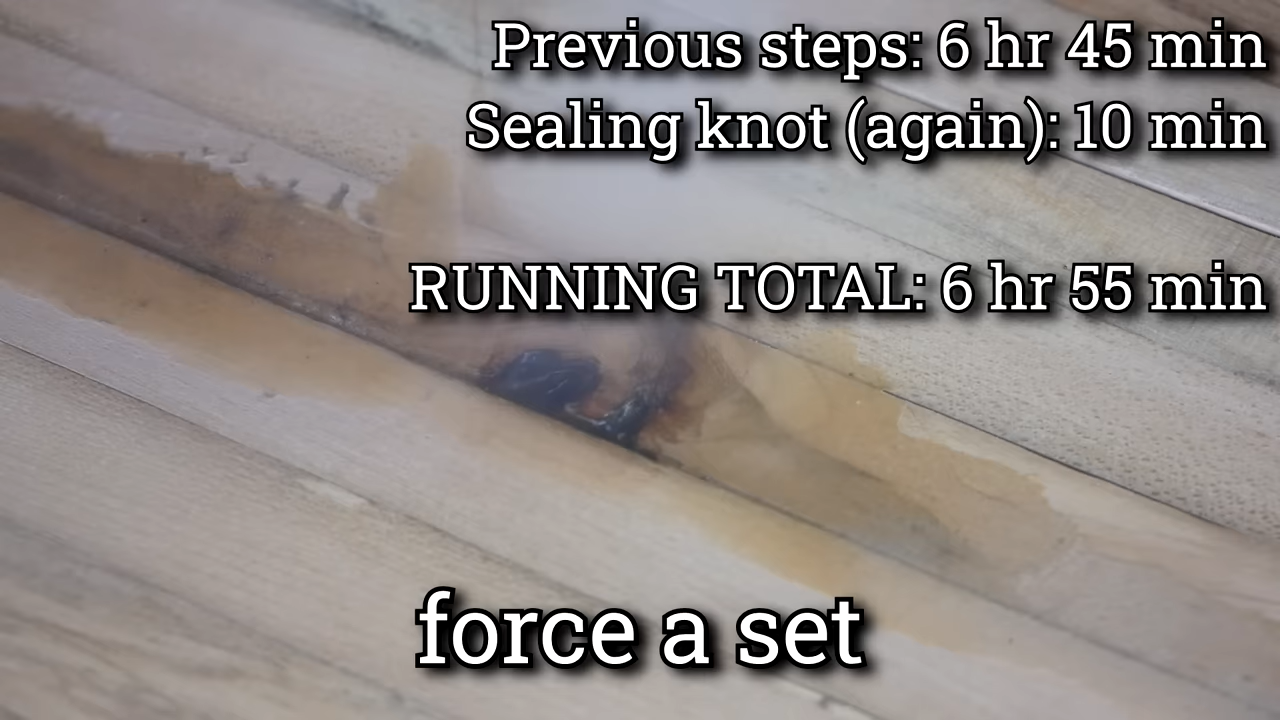 Previous steps: 6 hr 45 min
Sealing knot (again): 10 min
RUNNING TOTAL: 6 hr 55 min
force a set